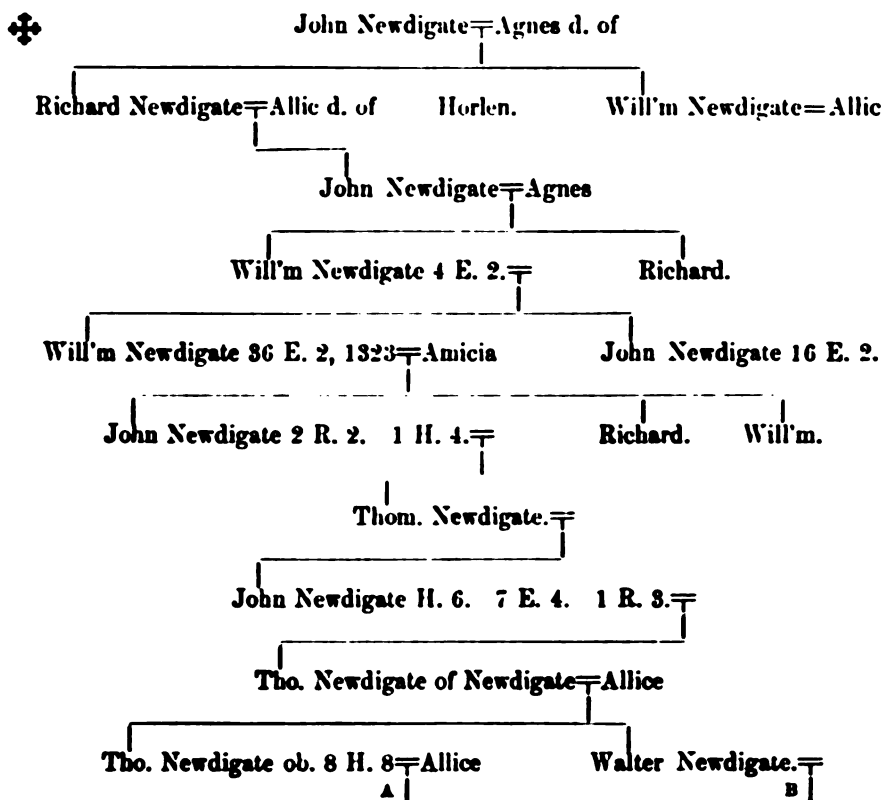 John Newdigate=Agnes d. of
Richard Newdigate=Allic d. of Horlen. Will'm Newdigate=Allic
John Newdigate=Agnes
Will'm Newdigate 4 E. 2.= Richard.
Will'm Newdigate 36 E. 2, 1323=Amicia John Newdigate 16 E. 2.
John Newdigate 2 R. 2. 1 H. 4.= Richard. Will'm.
Thom. Newdigate.=
John Newdigate H. 6. 7 E. 4. 1 R. 3.=
Tho. Newdigate of Newdigate=Allice
Tho. Newdigate ob. 8 H. 8=Allice Walter Newdigate.=
A B